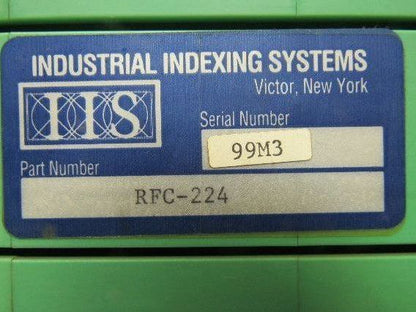 INDUSTRIAL INDEXING SYSTEMS
Victor, New York
IIS
Serial Number
99M3
Part Number
RFC-224